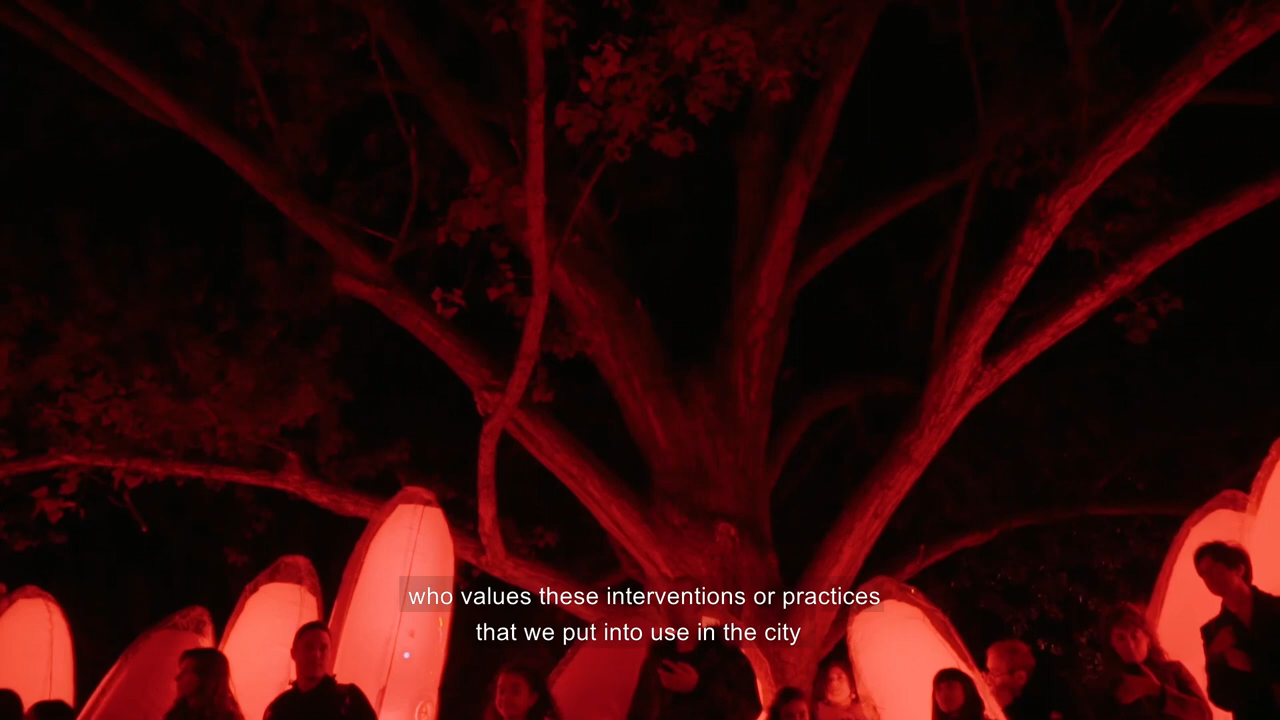 who values these interventions or practices
that we put into use in the city